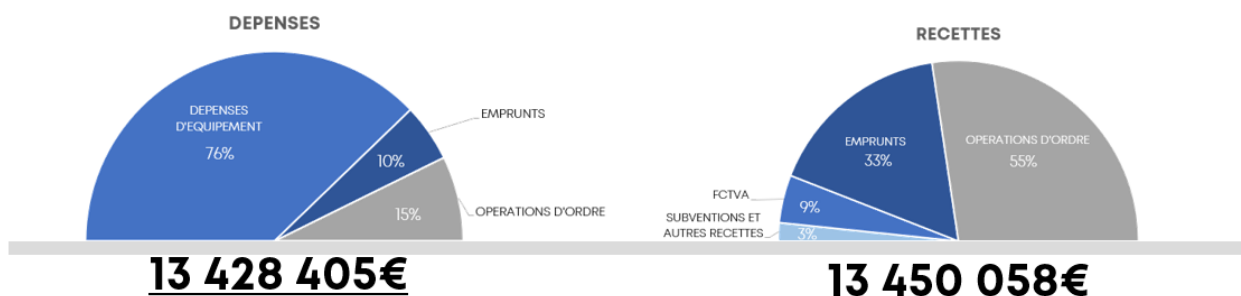 DEPENSES
DEPENSES
D'EQUIPEMENT
76%
EMPRUNTS
10%
OPERATIONS D'ORDRE
15%
13 428 405€
RECETTES
EMPRUNTS
33%
OPERATIONS D'ORDRE
55%
FCTVA
9%
SUBVENTIONS ET
AUTRES RECETTES
3%
13 450 058€